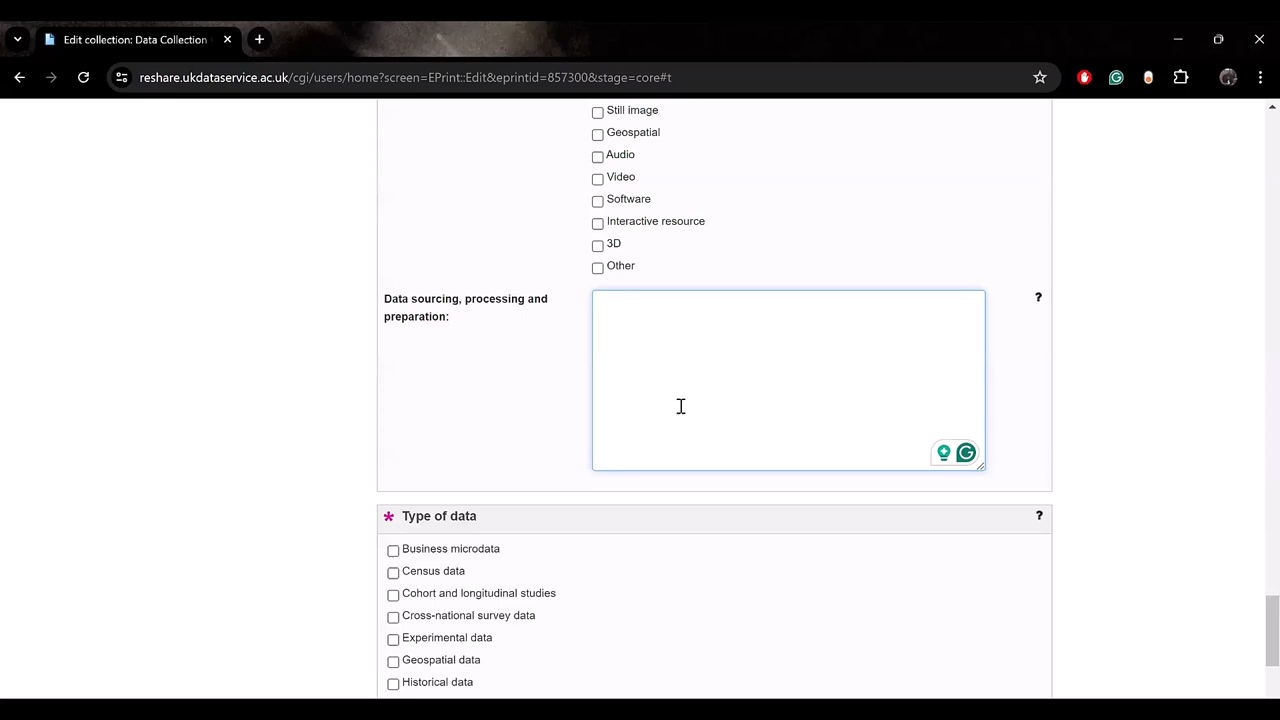 Edit collection: Data Collection
reshare.ukdataservice.ac.uk/cgi/users/home?screen=EPrint::Edit&eprintid=857300&stage=core#t
Still image
Geospatial
Audio
Video
Software
Interactive resource
3D
Other
Data sourcing, processing and
preparation:
?
* Type of data
?
Business microdata
Census data
Cohort and longitudinal studies
Cross-national survey data
Experimental data
Geospatial data
Historical data